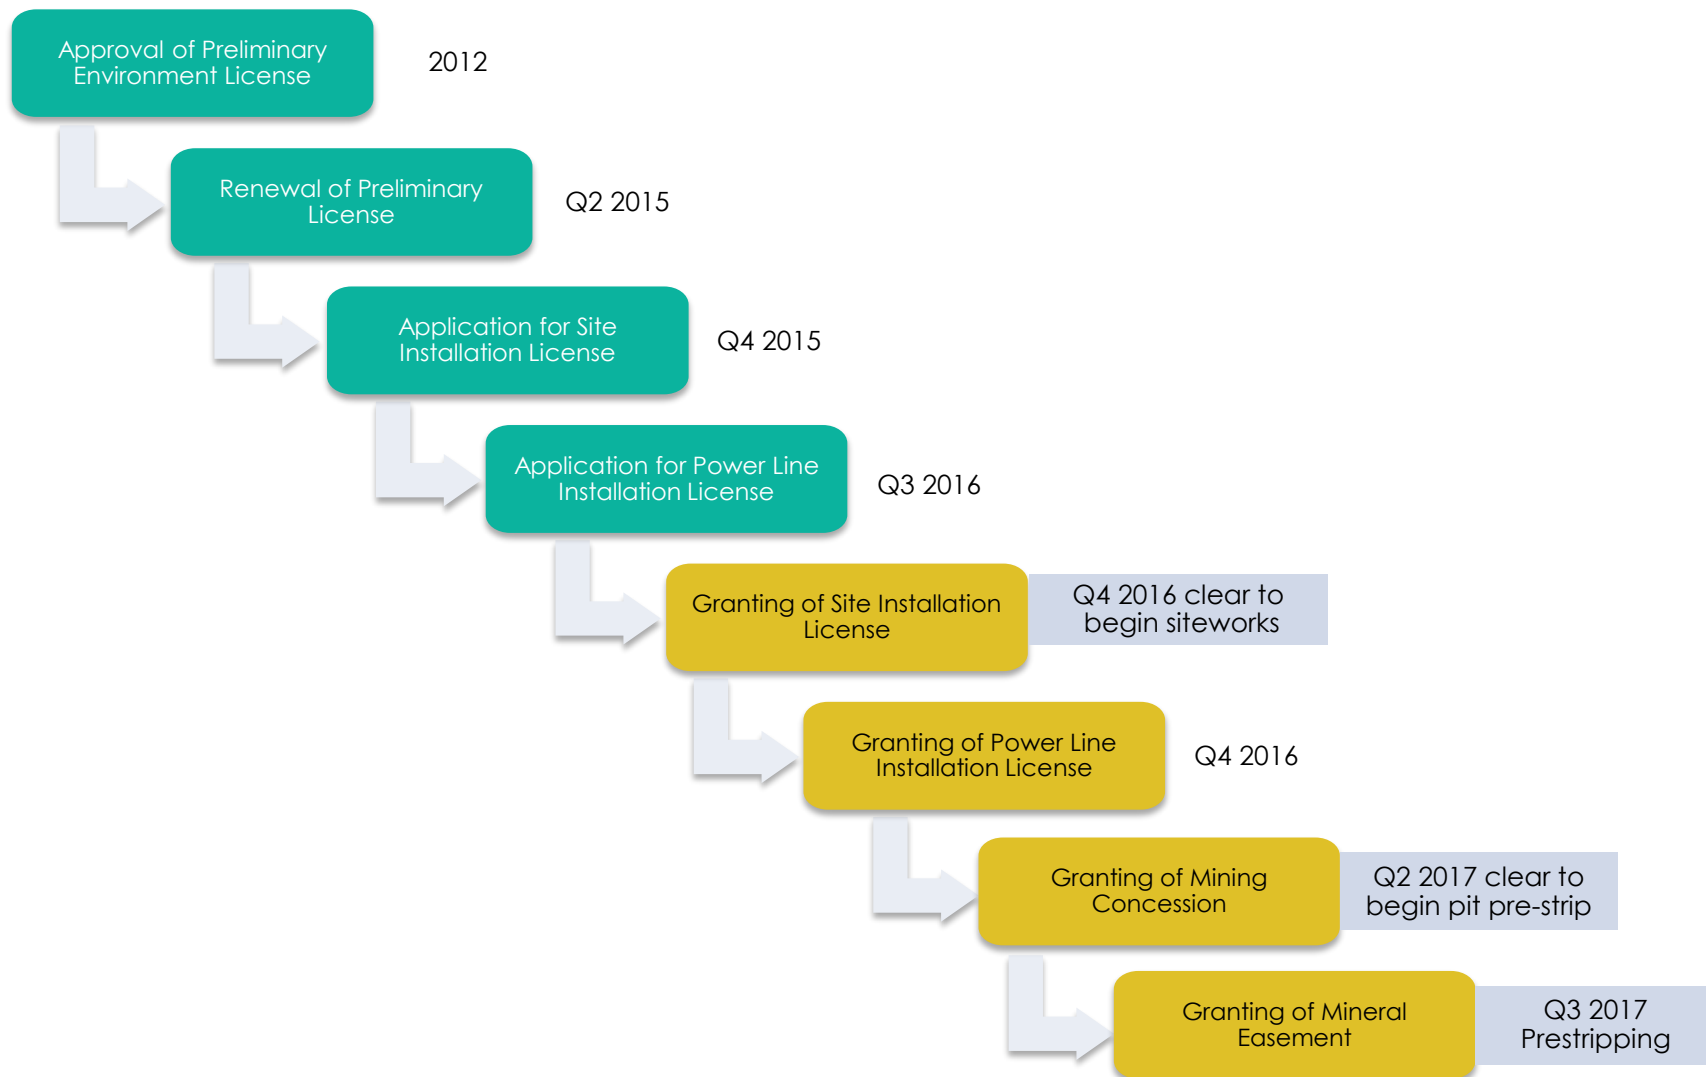 Approval of Preliminary
Environment License
2012
Renewal of Preliminary
License
Q2 2015
Application for Site
Installation License
Q4 2015
Application for Power Line
Installation License
Q3 2016
Granting of Site Installation
License
Q4 2016 clear to
begin siteworks
Granting of Power Line
Installation License
Q4 2016
Granting of Mining
Concession
Q2 2017 clear to
begin pit pre-strip
Granting of Mineral
Easement
Q3 2017
Prestripping